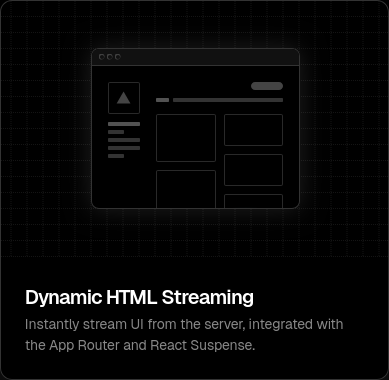 Dynamic HTML Streaming
Instantly stream UI from the server, integrated with
the App Router and React Suspense.